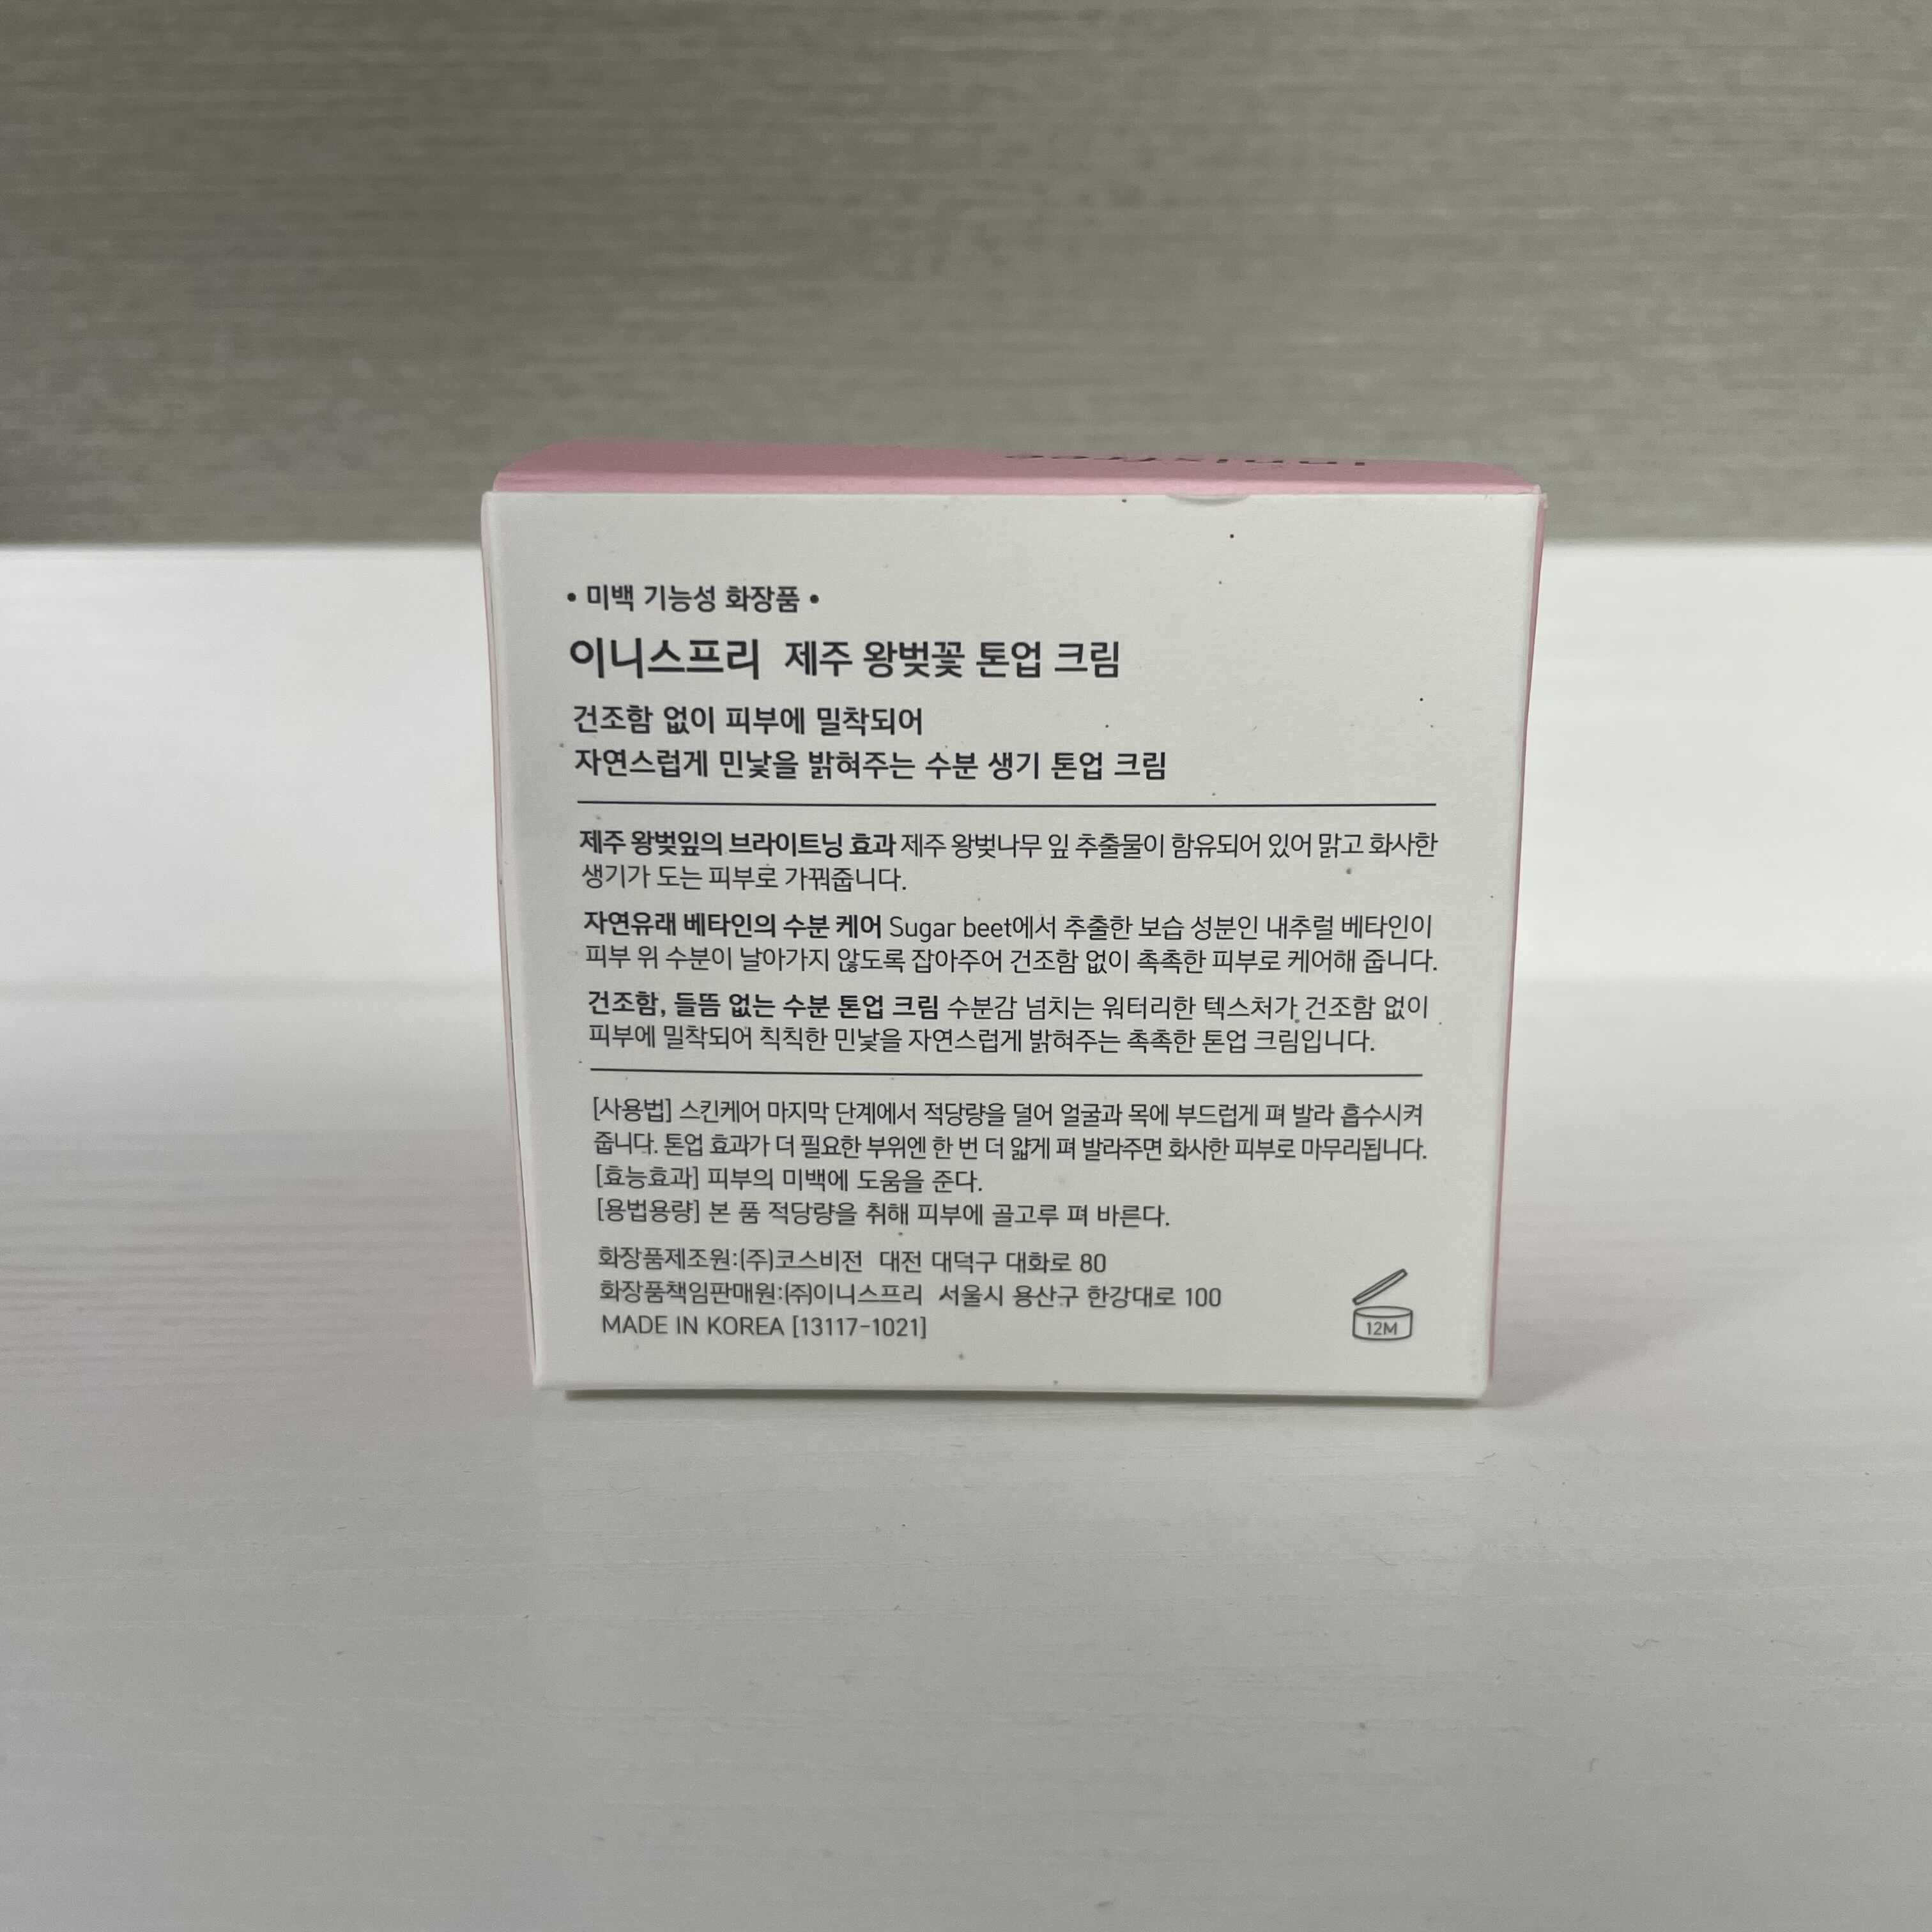 innisfree
• 미백 기능성 화장품 •
이니스프리 제주 왕벚꽃 톤업 크림
건조함 없이 피부에 밀착되어
자연스럽게 민낯을 밝혀주는 수분 생기 톤업 크림
제주 왕벚잎의 브라이트닝 효과 제주 왕벚나무 잎 추출물이 함유되어 있어 맑고 화사한
생기가 도는 피부로 가꿔줍니다.
자연유래 베타인의 수분 케어 Sugar beet에서 추출한 보습 성분인 내추럴 베타인이
피부 위 수분이 날아가지 않도록 잡아주어 건조함 없이 촉촉한 피부로 케어해 줍니다.
건조함, 들뜸 없는 수분 톤업 크림 수분감 넘치는 워터리한 텍스처가 건조함 없이
피부에 밀착되어 칙칙한 민낯을 자연스럽게 밝혀주는 촉촉한 톤업 크림입니다.
[사용법] 스킨케어 마지막 단계에서 적당량을 덜어 얼굴과 목에 부드럽게 펴 발라 흡수시켜
줍니다. 톤업 효과가 더 필요한 부위엔 한 번 더 얇게 펴 발라주면 화사한 피부로 마무리됩니다.
[효능효과] 피부의 미백에 도움을 준다.
[용법용량] 본 품 적당량을 취해 피부에 골고루 펴 바른다.
화장품제조원:(주)코스비전 대전 대덕구 대화로 80
화장품책임판매원:(주)이니스프리 서울시 용산구 한강대로 100
MADE IN KOREA [13117-1021]
12M